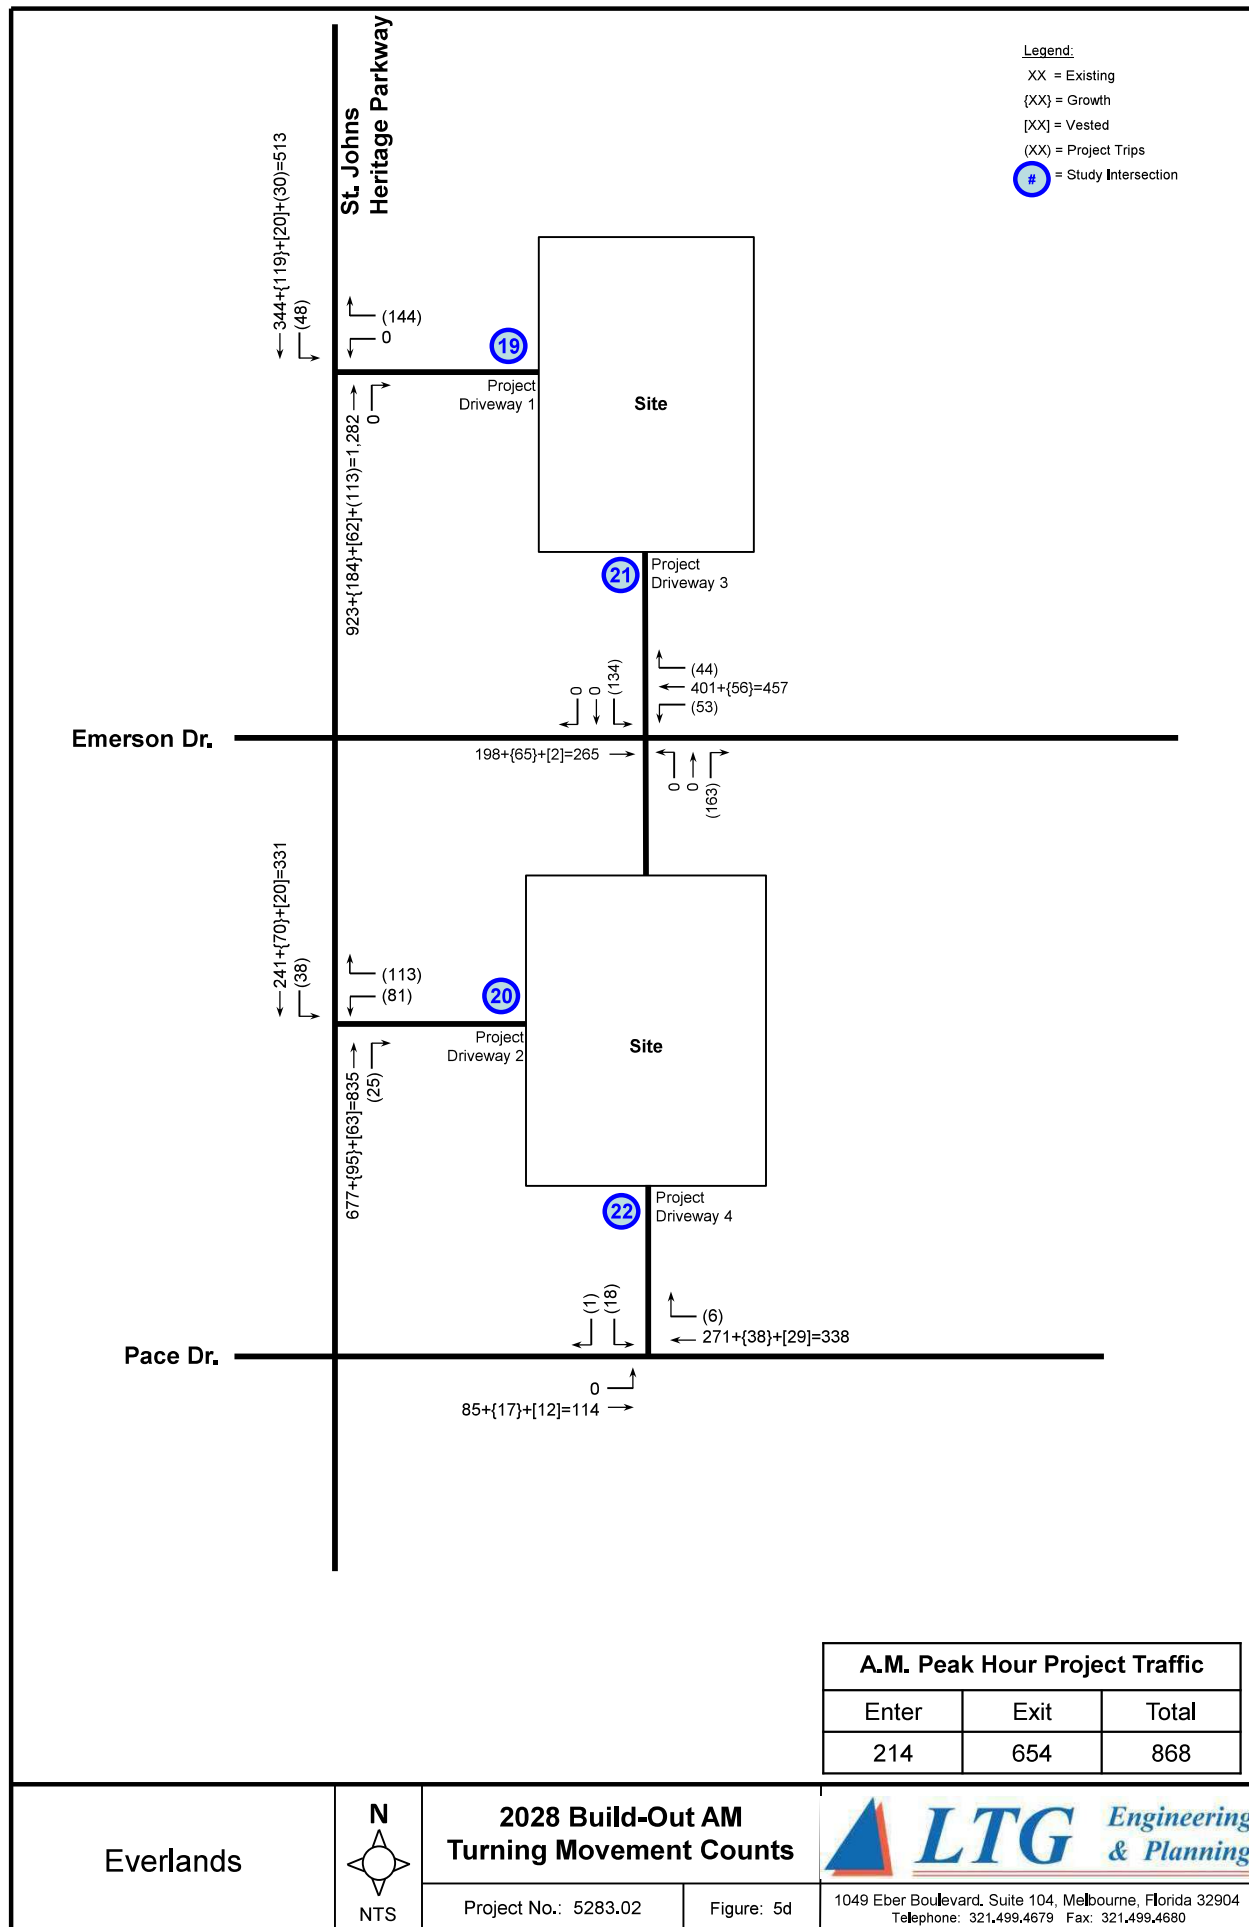 St. Johns
Heritage Parkway
Legend:
XX = Existing
{XX} = Growth
[XX] = Vested
(XX) = Project Trips
# = Study Intersection
344+{119}+[20]+(30)=513
(48)
(144)
0
19
Project
Driveway 1
Site
923+{184}+[62]+(113)=1,282
0
21
Project
Driveway 3
0
0
(134)
(44)
401+{56}=457
(53)
Emerson Dr.
198+{65}+[2]=265
0
0
(163)
241+{70}+[20]=331
(38)
(113)
(81)
20
Project
Driveway 2
Site
677+{95}+[63]=835
(25)
22
Project
Driveway 4
(1)
(18)
(6)
271+{38}+[29]=338
Pace Dr.
0
85+{17}+[12]=114
A.M. Peak Hour Project Traffic
Enter Exit Total
214 654 868
Everlands
N
NTS
2028 Build-Out AM
Turning Movement Counts
Project No.: 5283.02
Figure: 5d
LTG Engineering
& Planning
1049 Eber Boulevard. Suite 104, Melbourne, Florida 32904
Telephone: 321.499.4679 Fax: 321.499.4680